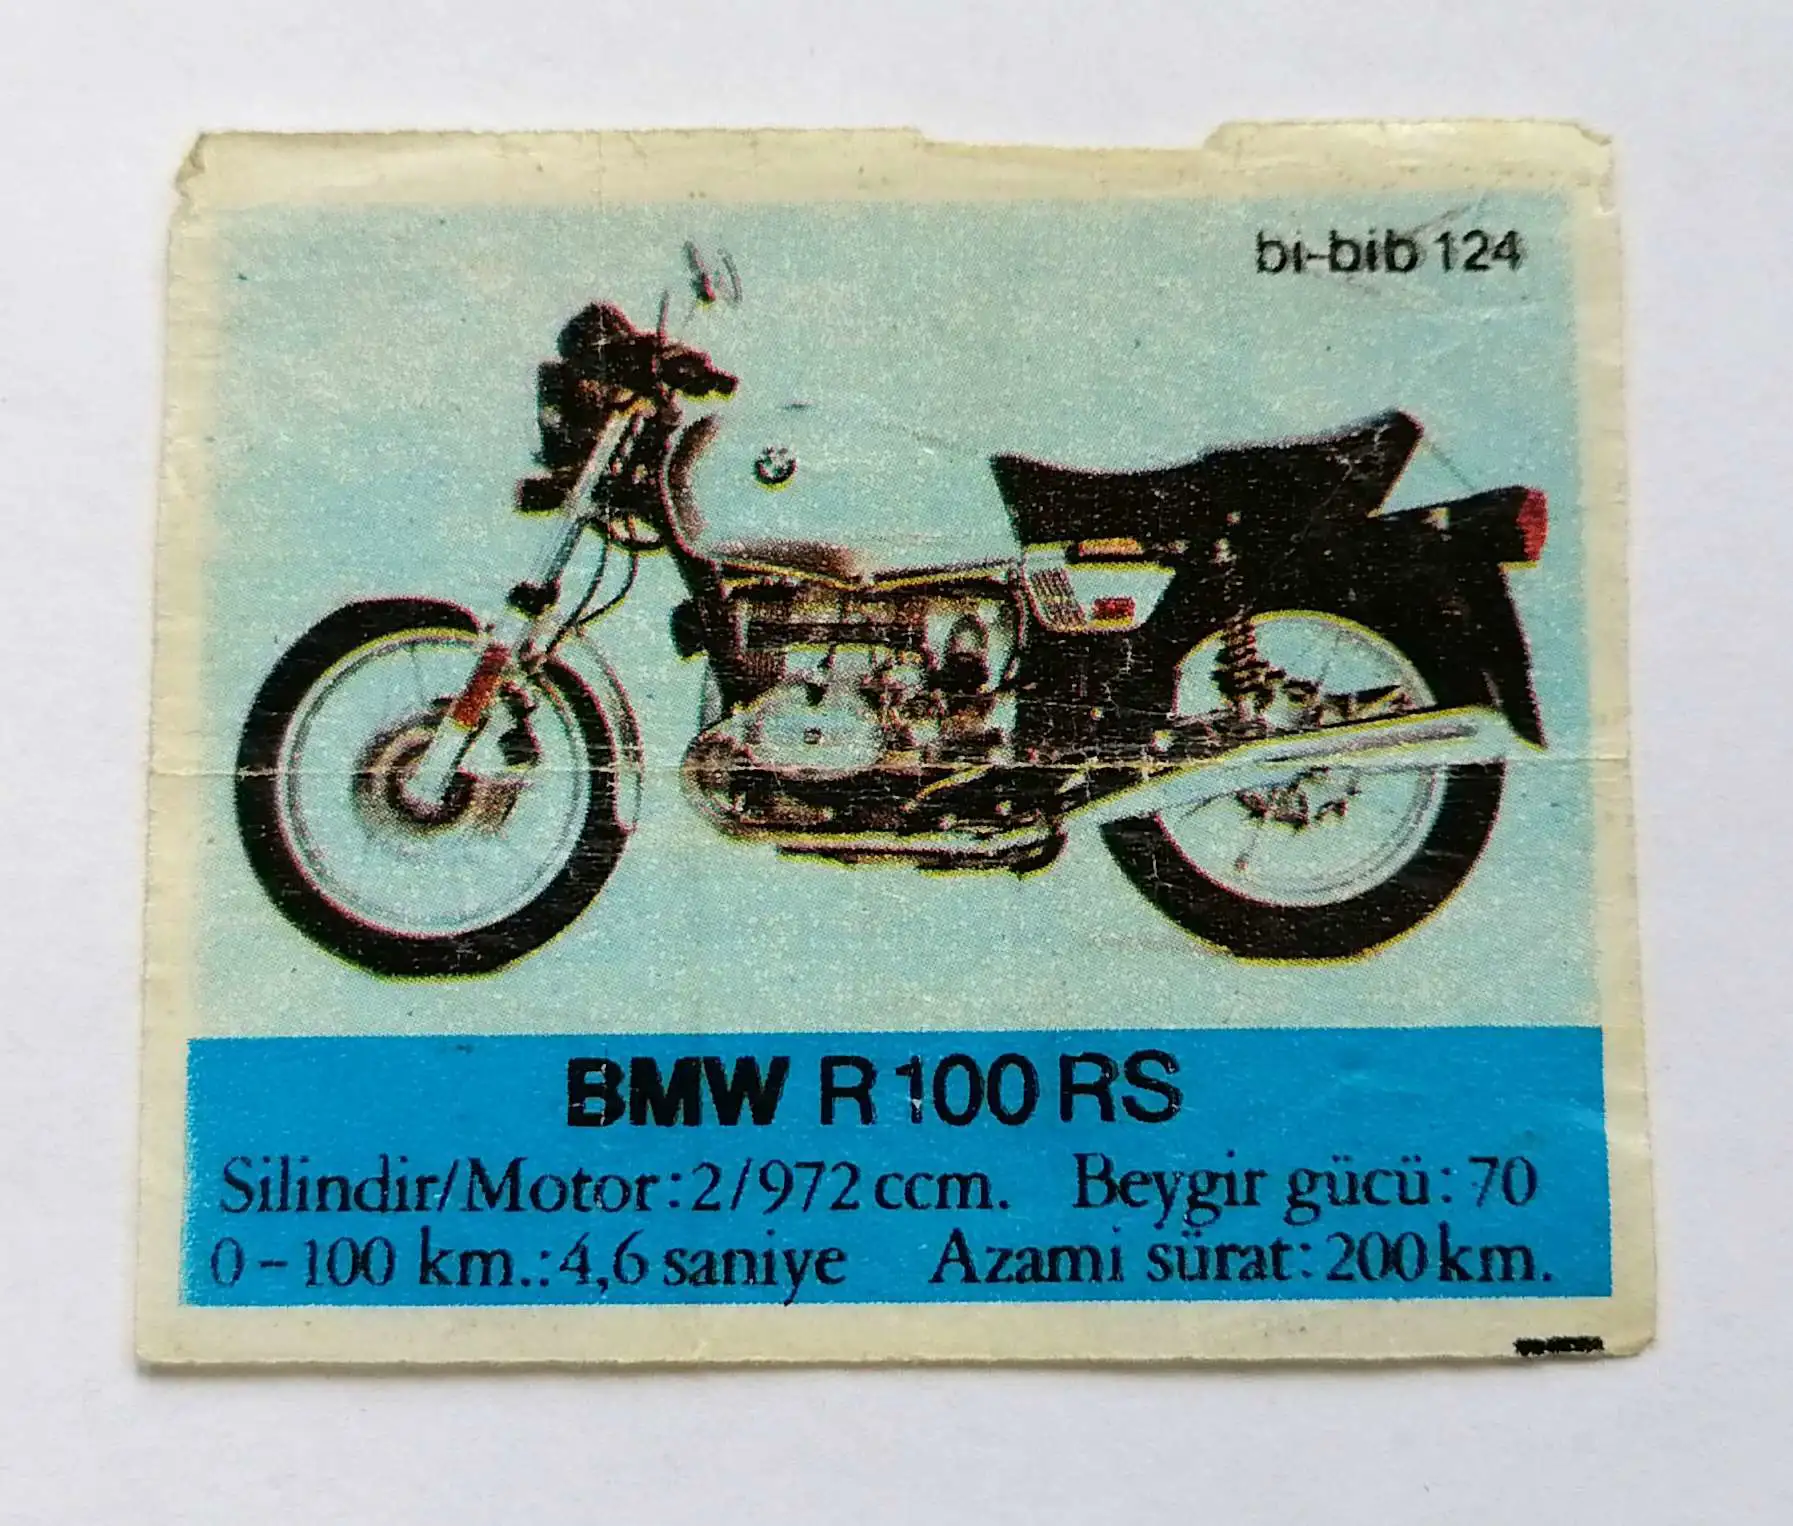 bi-bib 124
BMW R 100 RS
Silindir/Motor: 2/972 ccm. Beygir gücü: 70
0-100 km.: 4,6 saniye Azami sürat: 200 km.